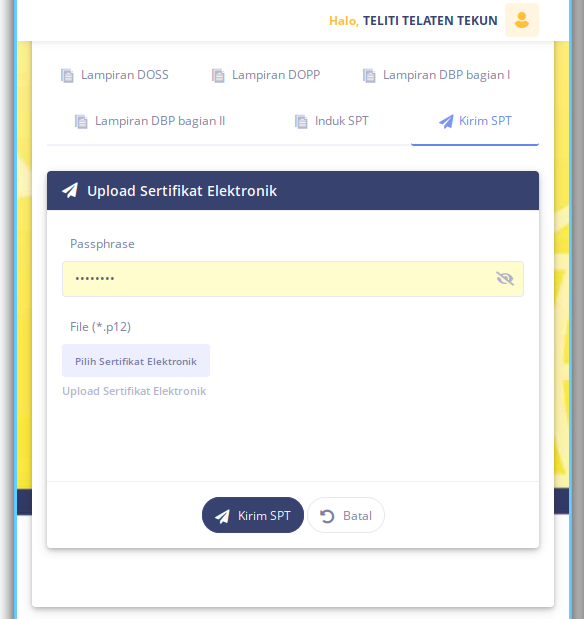 Halo, TELITI TELATEN TEKUN
Lampiran DOSS Lampiran DOPP Lampiran DBP bagian I
Lampiran DBP bagian II Induk SPT Kirim SPT
Upload Sertifikat Elektronik
Passphrase
••••••••
File (*.p12)
Pilih Sertifikat Elektronik
Upload Sertifikat Elektronik
Kirim SPT Batal